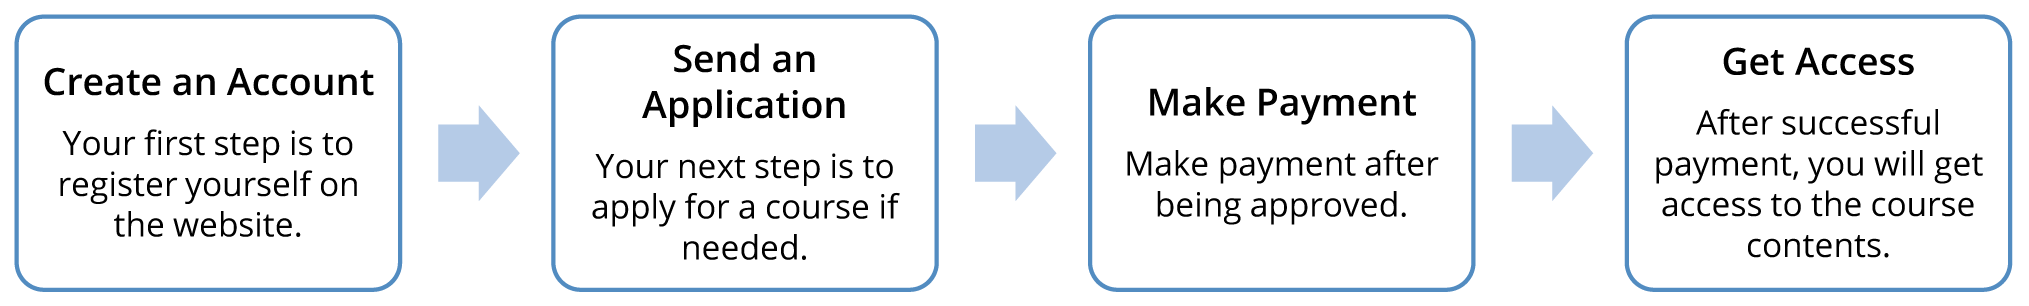 Create an Account
Your first step is to
register yourself on
the website.
Send an
Application
Your next step is to
apply for a course if
needed.
Make Payment
Make payment after
being approved.
Get Access
After successful
payment, you will get
access to the course
contents.